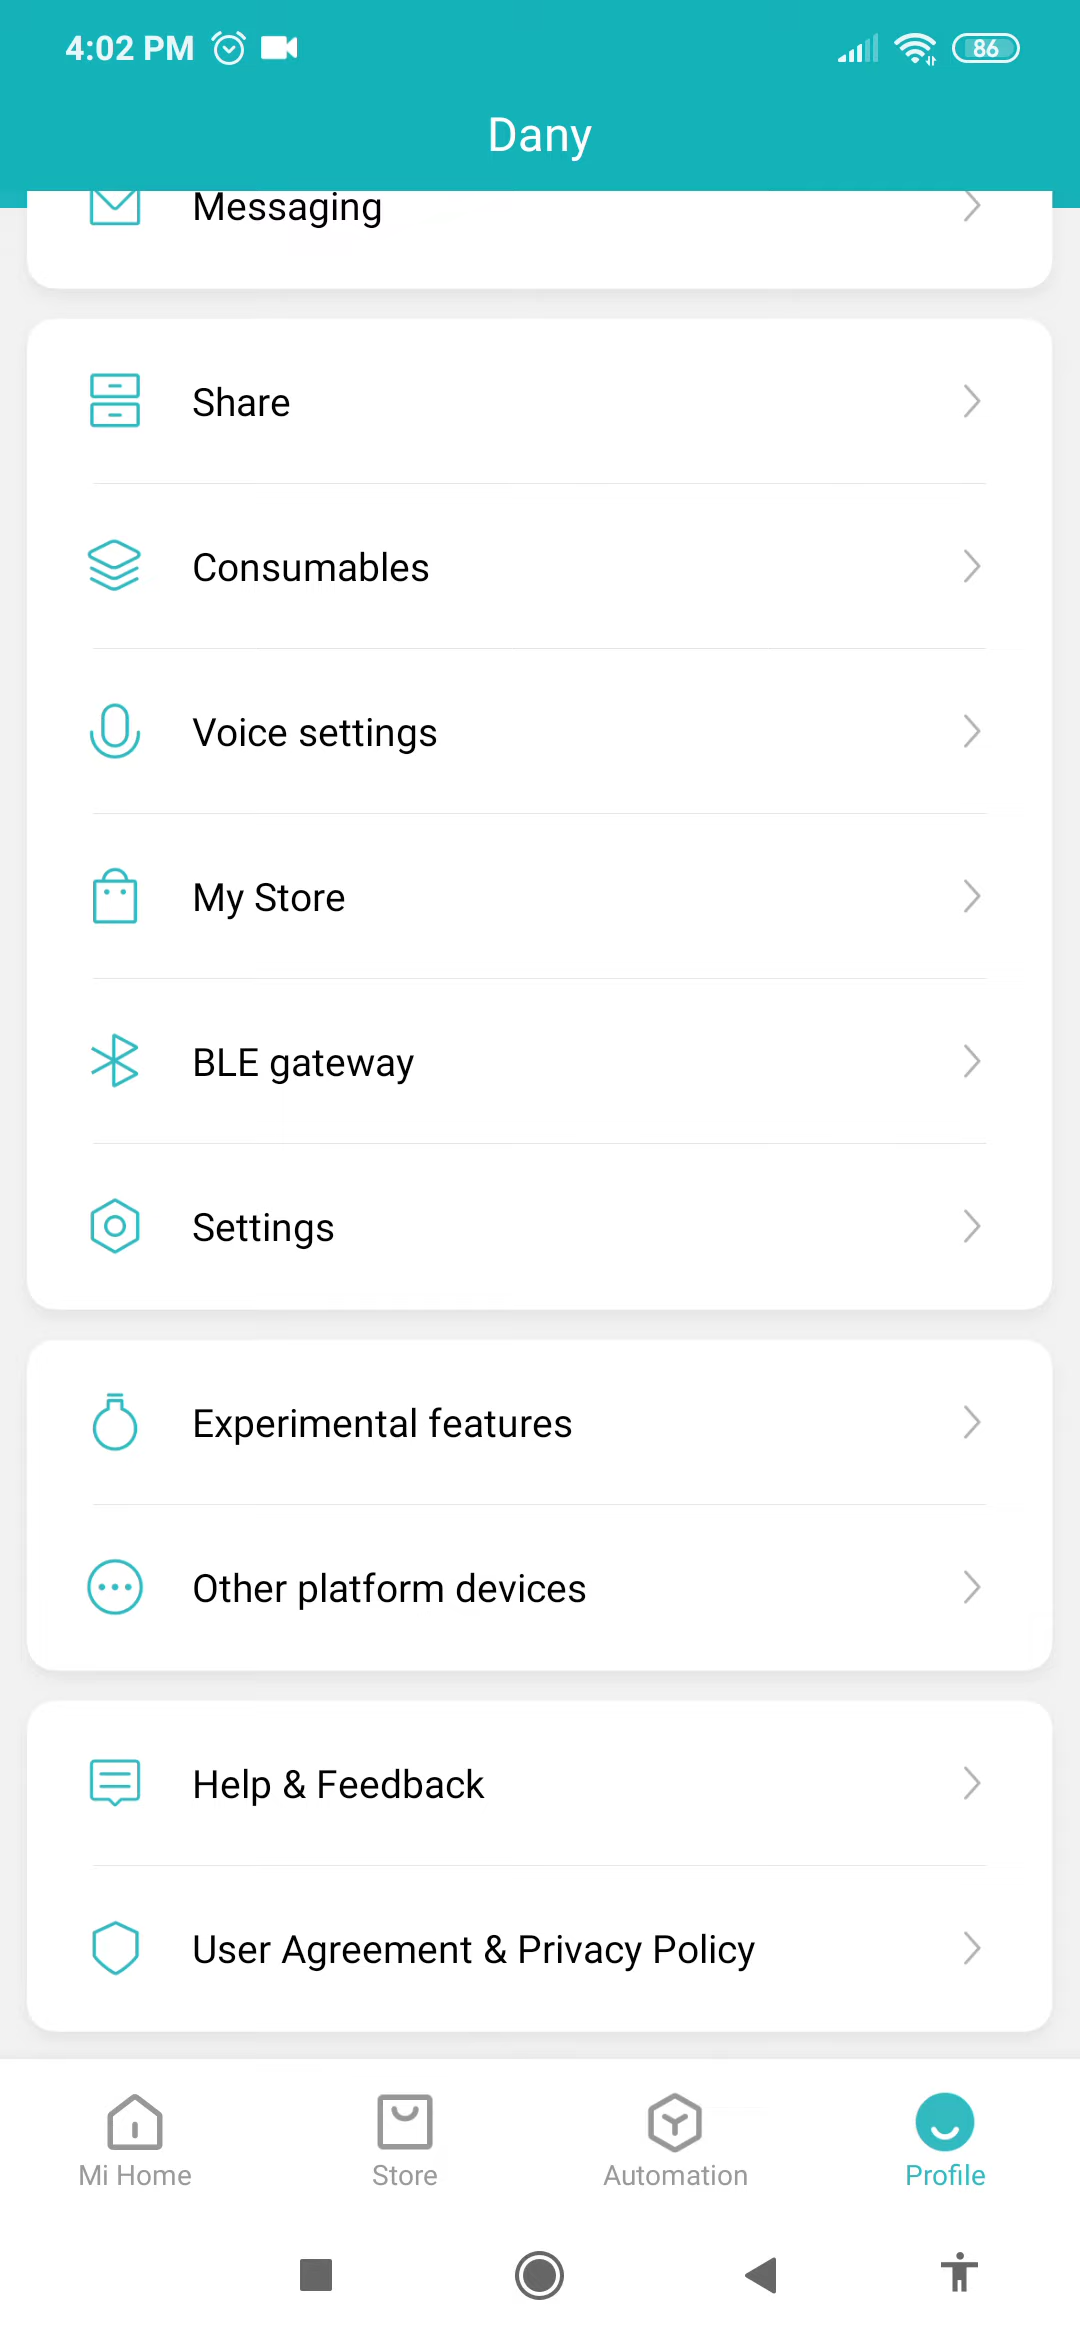 4:02 PM
86
Dany
Messaging
Share
Consumables
Voice settings
My Store
BLE gateway
Settings
Experimental features
Other platform devices
Help & Feedback
User Agreement & Privacy Policy
Mi Home
Store
Automation
Profile